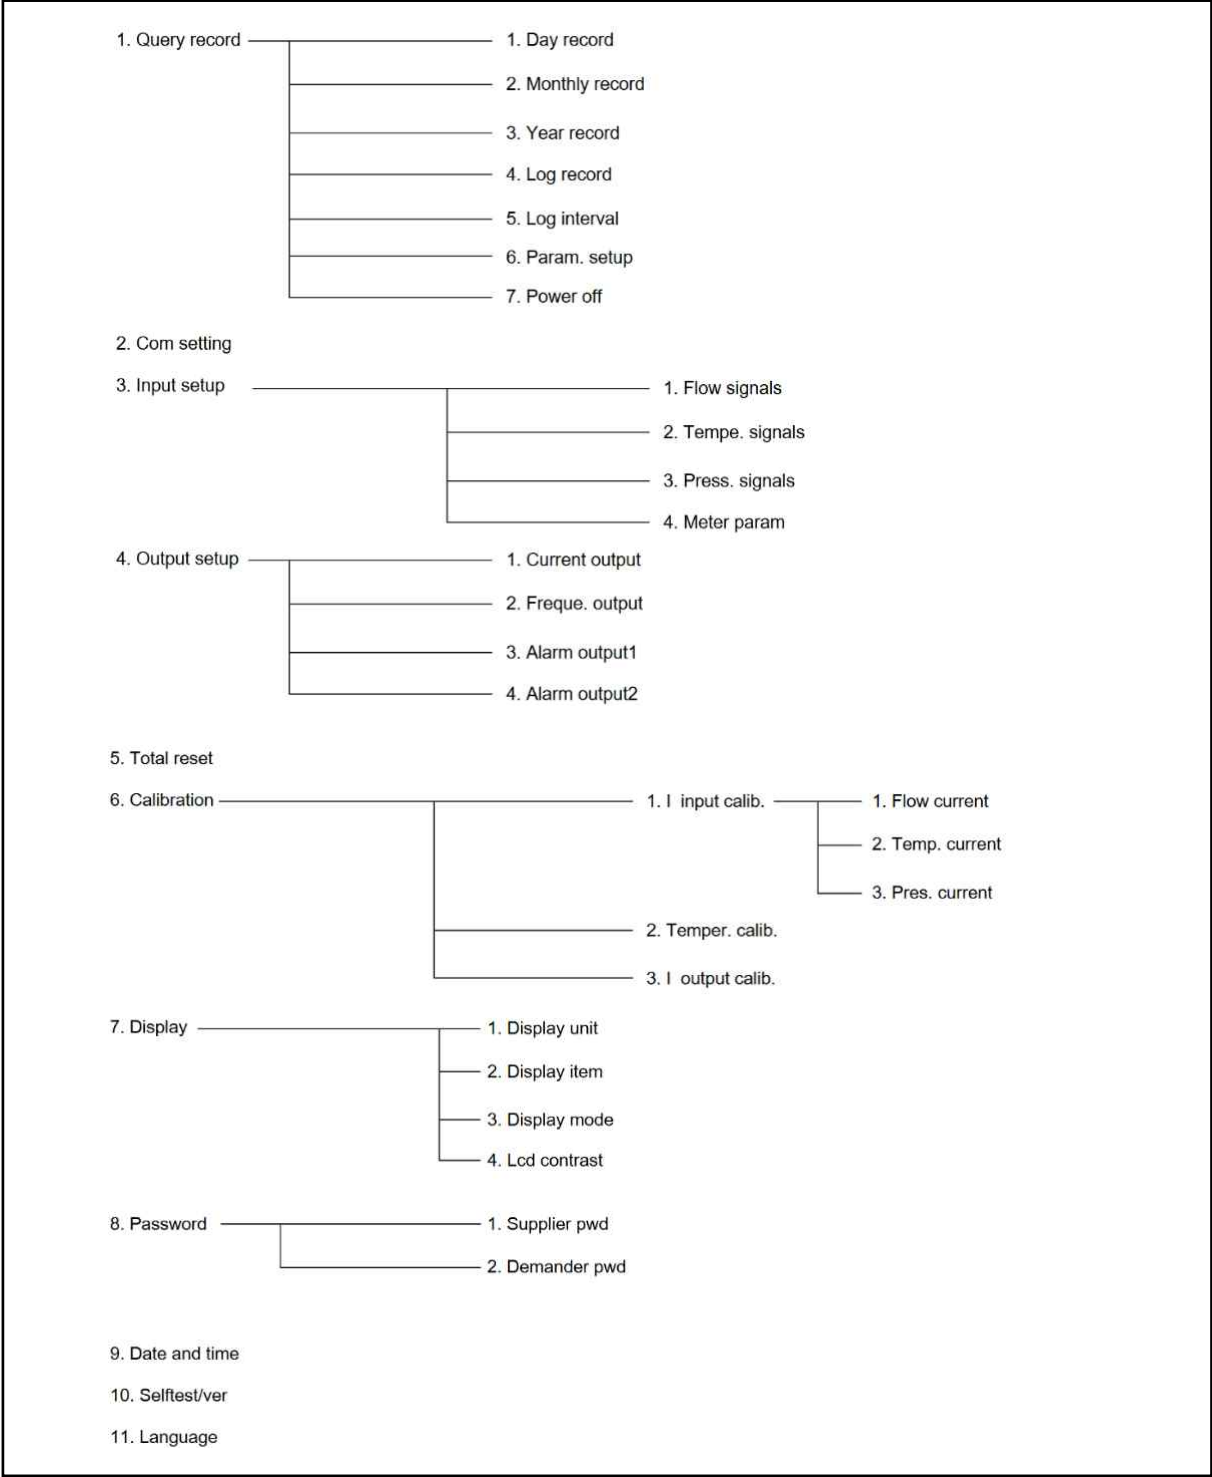 1. Query record
1. Day record
2. Monthly record
3. Year record
4. Log record
5. Log interval
6. Param. setup
7. Power off
2. Com setting
3. Input setup
1. Flow signals
2. Tempe. signals
3. Press. signals
4. Meter param
4. Output setup
1. Current output
2. Freque. output
3. Alarm output1
4. Alarm output2
5. Total reset
6. Calibration
1. I input calib.
1. Flow current
2. Temp. current
3. Pres. current
2. Temper. calib.
3. I output calib.
7. Display
1. Display unit
2. Display item
3. Display mode
4. Lcd contrast
8. Password
1. Supplier pwd
2. Demander pwd
9. Date and time
10. Selftest/ver
11. Language